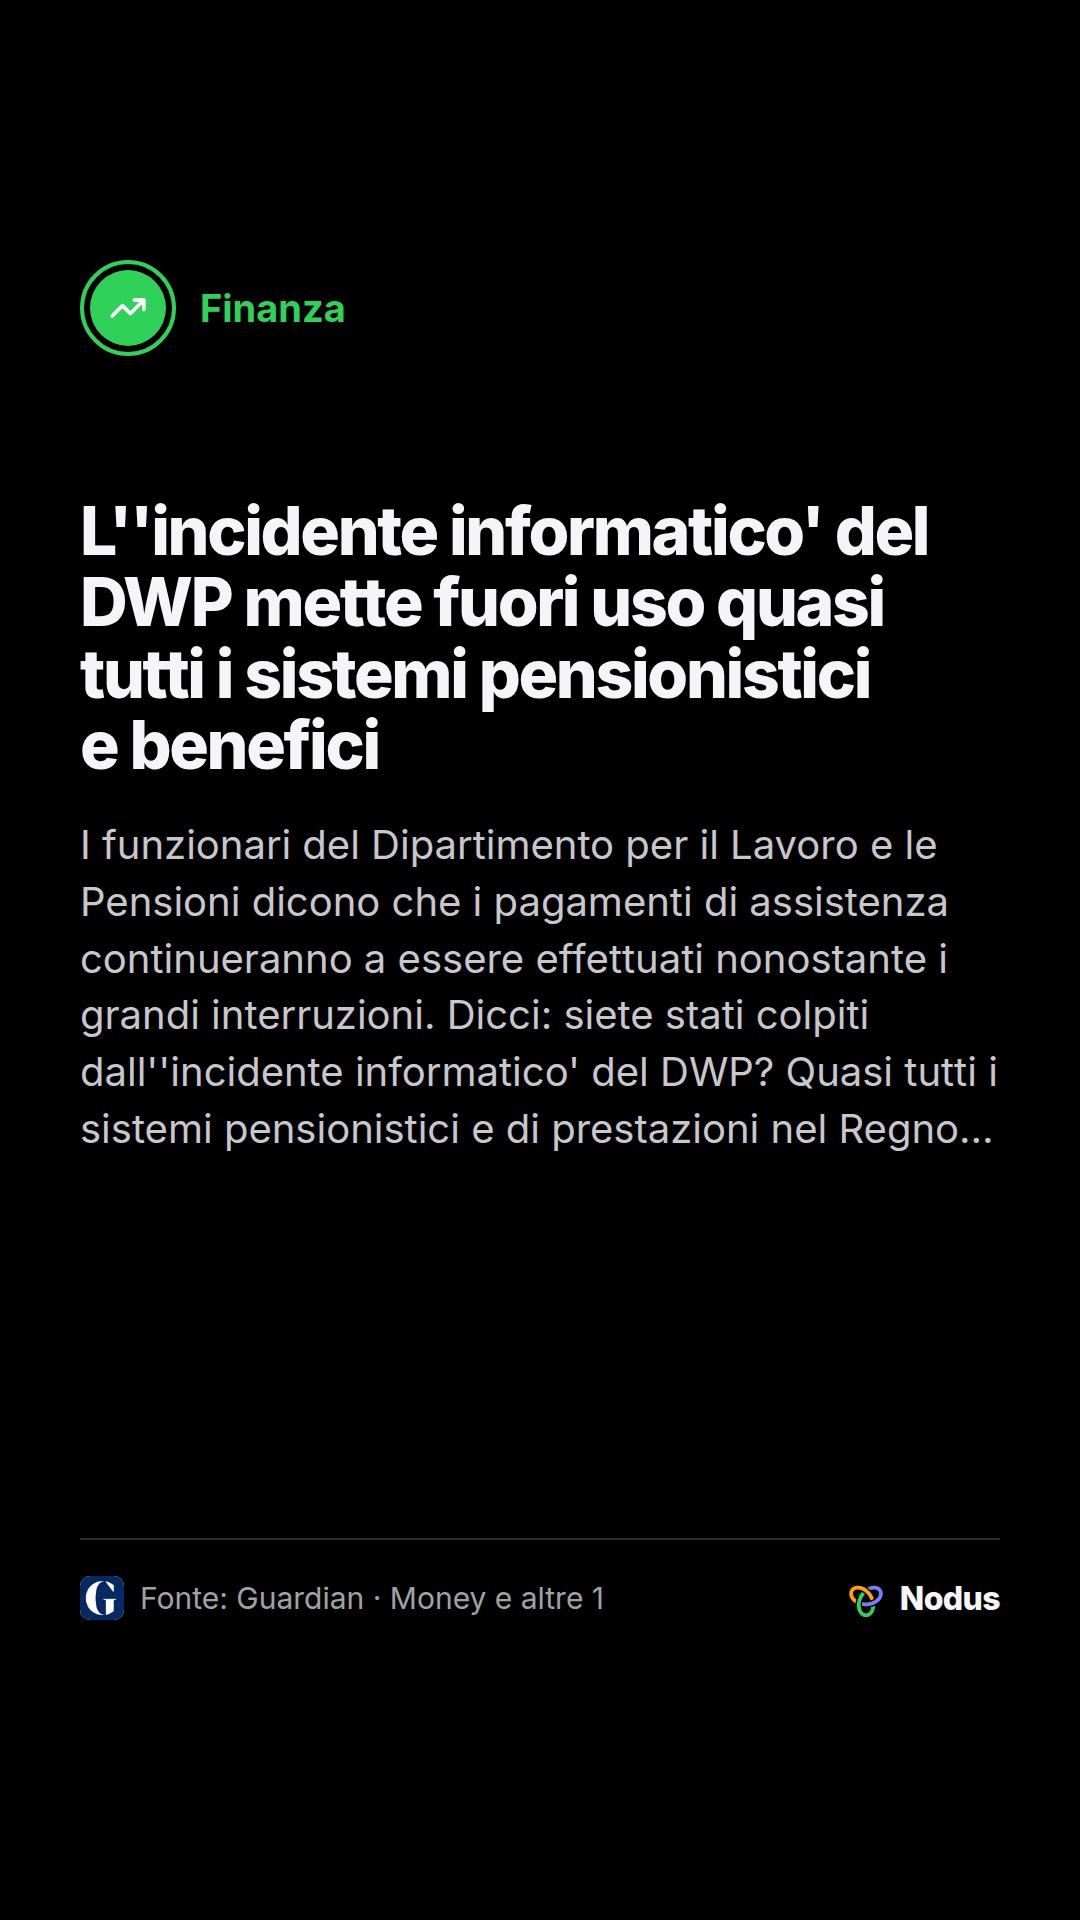 Finanza
L''incidente informatico' del
DWP mette fuori uso quasi
tutti i sistemi pensionistici
e benefici
I funzionari del Dipartimento per il Lavoro e le
Pensioni dicono che i pagamenti di assistenza
continueranno a essere effettuati nonostante i
grandi interruzioni. Dicci: siete stati colpiti
dall''incidente informatico' del DWP? Quasi tutti i
sistemi pensionistici e di prestazioni nel Regno...
G Fonte: Guardian · Money e altre 1
Nodus